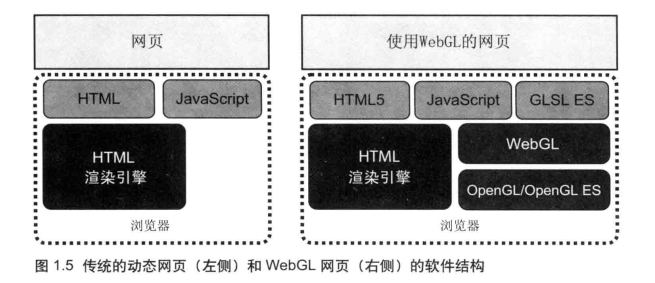 网页
HTML
JavaScript
HTML
渲染引擎
浏览器
使用WebGL的网页
HTML5
JavaScript
GLSL ES
HTML
渲染引擎
WebGL
OpenGL/OpenGL ES
浏览器
图 1.5 传统的动态网页（左侧）和 WebGL 网页（右侧）的软件结构